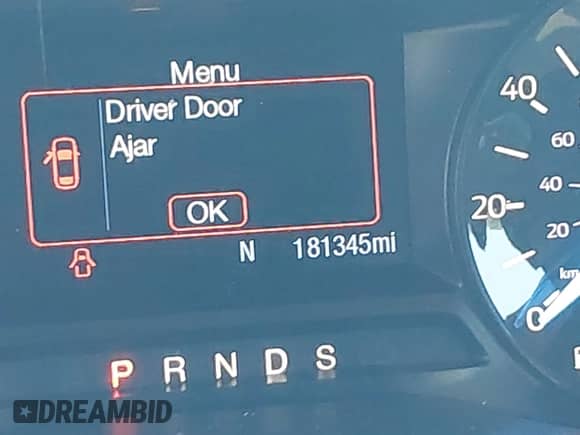 Menu
Driver Door
Ajar
OK
N 181345mi
P R N D S
40
20
0
60
40
20
km
DREAMBID